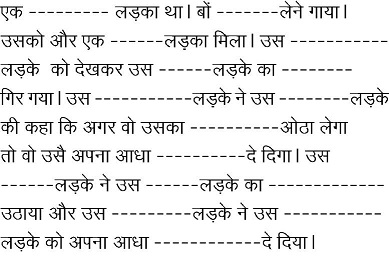 एक --------- लड़का था। बों -------लेने गाया।
उसको और एक ------लड़का मिला। उस -----------
लड़के को देखकर उस ------लड़के का --------
गिर गया। उस -----------लड़के ने उस --------लड़के
की कहा कि अगर वो उसका ----------ओठा लेगा
तो वो उसै अपना आधा ----------दे दिगा। उस
------लड़के ने उस ------लड़के का -------------
उठाया और उस ---------लड़के ने उस -----------
लड़के को अपना आधा ------------दे दिया।